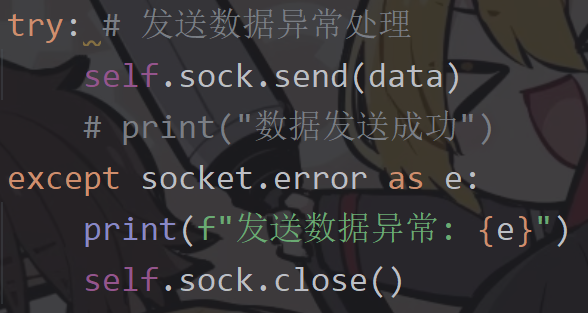 try: # 发送数据异常处理
    self.sock.send(data)
    # print("数据发送成功")
except socket.error as e:
    print(f"发送数据异常: {e}")
    self.sock.close()